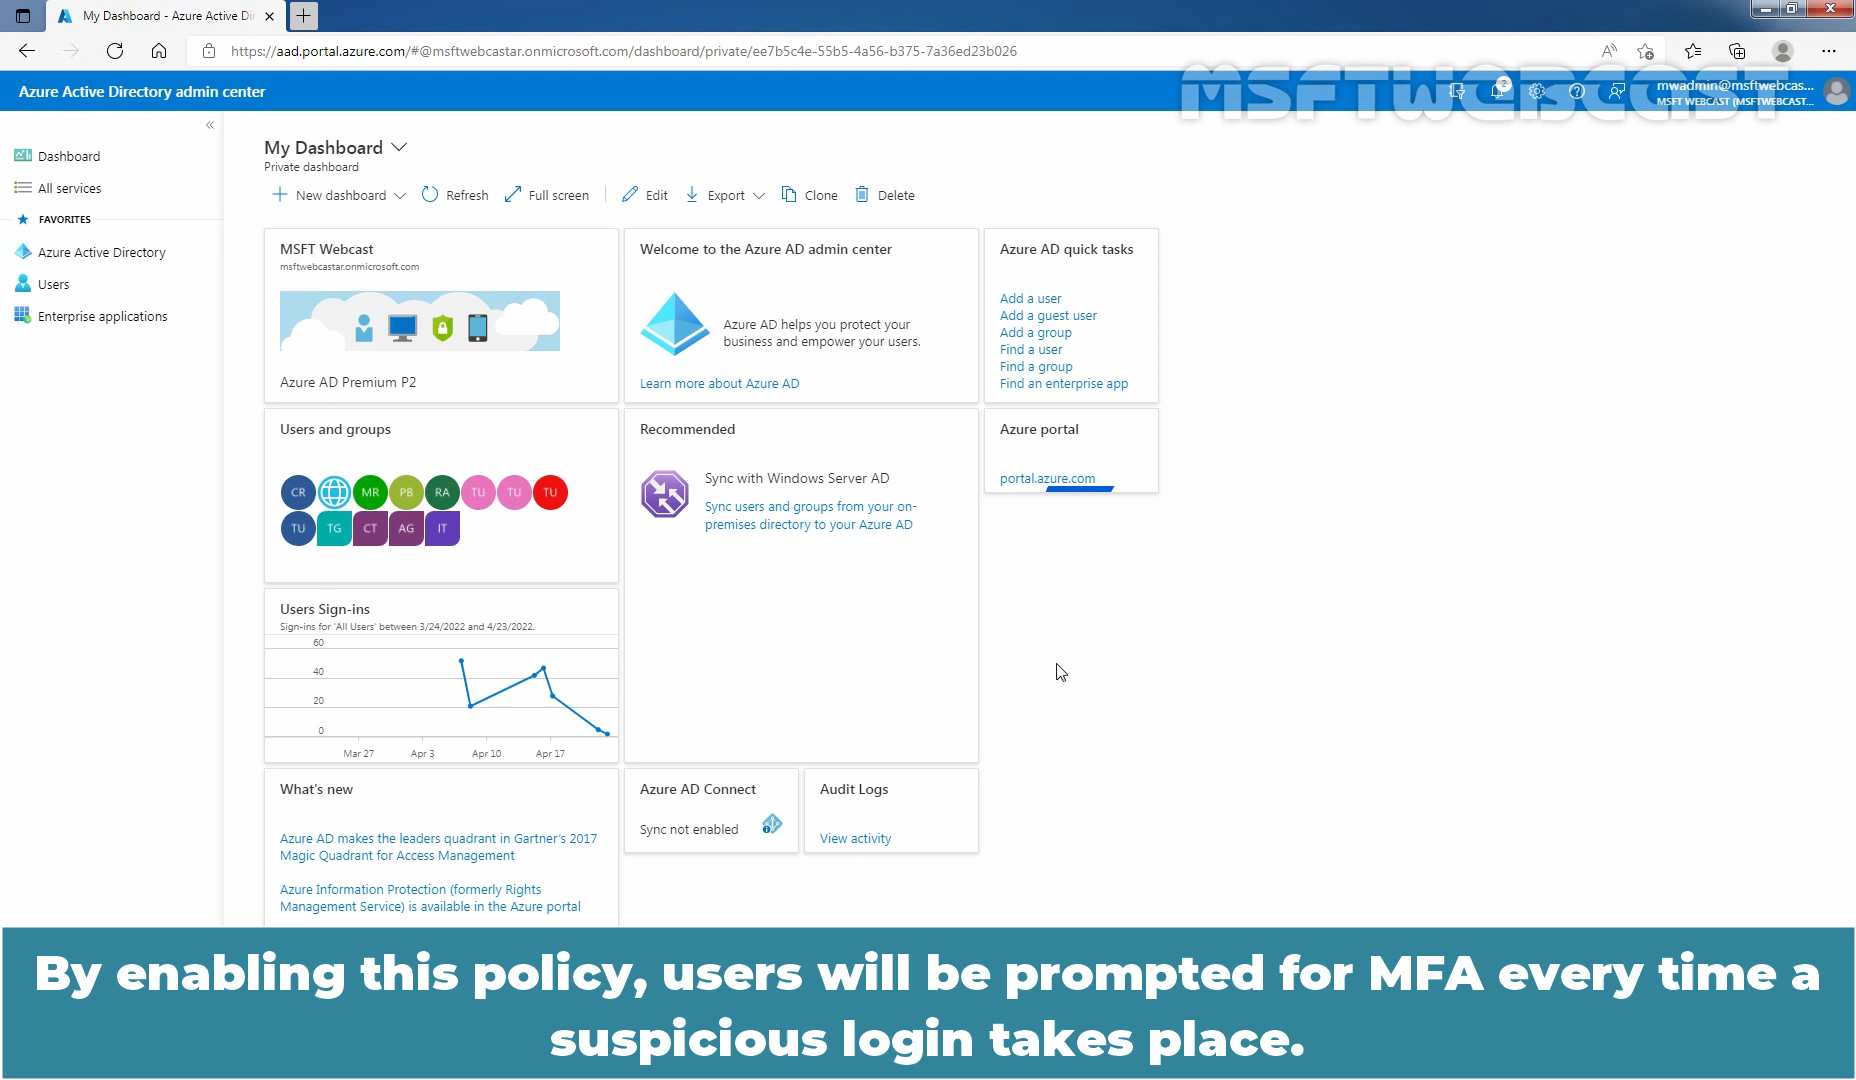 My Dashboard - Azure Active Di
https://aad.portal.azure.com/#@msftwebcastar.onmicrosoft.com/dashboard/private/ee7b5c4e-55b5-4a56-b375-7a36ed23b026
MSFTWEBCAST
Azure Active Directory admin center
2
mwadmin@msftwebcas...
MSFT WEBCAST (MSFTWEBCAST...
Dashboard
All services
FAVORITES
Azure Active Directory
Users
Enterprise applications
My Dashboard
Private dashboard
New dashboard
Refresh
Full screen
Edit
Export
Clone
Delete
MSFT Webcast
msftwebcastar.onmicrosoft.com
Azure AD Premium P2
Welcome to the Azure AD admin center
Azure AD helps you protect your
business and empower your users.
Learn more about Azure AD
Azure AD quick tasks
Add a user
Add a guest user
Add a group
Find a user
Find a group
Find an enterprise app
Users and groups
CR MR PB RA TU TU TU
TU TG CT AG IT
Recommended
Sync with Windows Server AD
Sync users and groups from your on-
premises directory to your Azure AD
Azure portal
portal.azure.com
Users Sign-ins
Sign-ins for 'All Users' between 3/24/2022 and 4/23/2022.
60
40
20
0
Mar 27 Apr 3 Apr 10 Apr 17
What's new
Azure AD makes the leaders quadrant in Gartner's 2017
Magic Quadrant for Access Management
Azure Information Protection (formerly Rights
Management Service) is available in the Azure portal
Azure AD Connect
Sync not enabled
Audit Logs
View activity
By enabling this policy, users will be prompted for MFA every time a
suspicious login takes place.